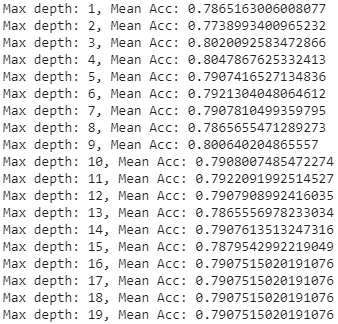 Max depth: 1, Mean Acc: 0.7865163006008077
Max depth: 2, Mean Acc: 0.7738993400965232
Max depth: 3, Mean Acc: 0.8020092583472866
Max depth: 4, Mean Acc: 0.8047867625332413
Max depth: 5, Mean Acc: 0.7907416527134836
Max depth: 6, Mean Acc: 0.7921304048064612
Max depth: 7, Mean Acc: 0.7907810499359795
Max depth: 8, Mean Acc: 0.7865655471289273
Max depth: 9, Mean Acc: 0.800640204865557
Max depth: 10, Mean Acc: 0.7908007485472274
Max depth: 11, Mean Acc: 0.7922091992514527
Max depth: 12, Mean Acc: 0.7907908992416035
Max depth: 13, Mean Acc: 0.7865556978233034
Max depth: 14, Mean Acc: 0.7907613513247316
Max depth: 15, Mean Acc: 0.7879542992219049
Max depth: 16, Mean Acc: 0.7907515020191076
Max depth: 17, Mean Acc: 0.7907515020191076
Max depth: 18, Mean Acc: 0.7907515020191076
Max depth: 19, Mean Acc: 0.7907515020191076